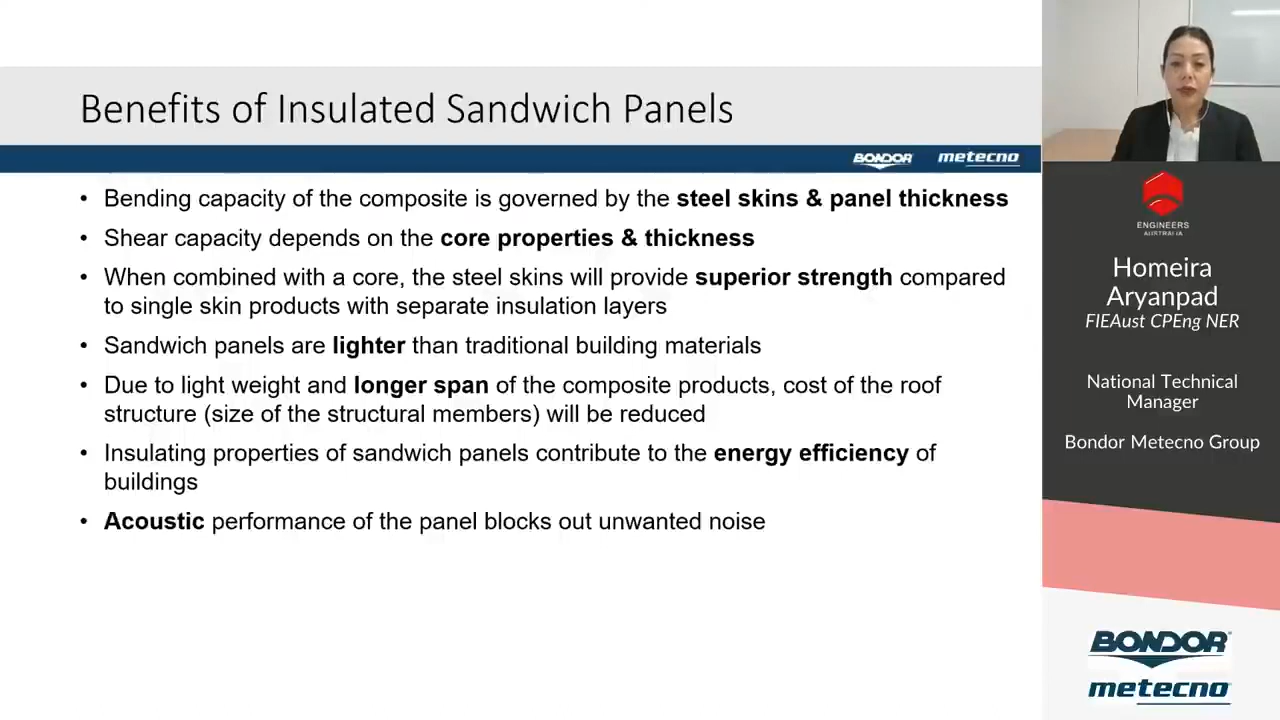 Benefits of Insulated Sandwich Panels
BONDOR metecno
• Bending capacity of the composite is governed by the steel skins & panel thickness
• Shear capacity depends on the core properties & thickness
• When combined with a core, the steel skins will provide superior strength compared
to single skin products with separate insulation layers
• Sandwich panels are lighter than traditional building materials
• Due to light weight and longer span of the composite products, cost of the roof
structure (size of the structural members) will be reduced
• Insulating properties of sandwich panels contribute to the energy efficiency of
buildings
• Acoustic performance of the panel blocks out unwanted noise
ENGINEERS
AUSTRALIA
Homeira
Aryanpad
FIEAust CPEng NER
National Technical
Manager
Bondor Metecno Group
BONDOR
metecno